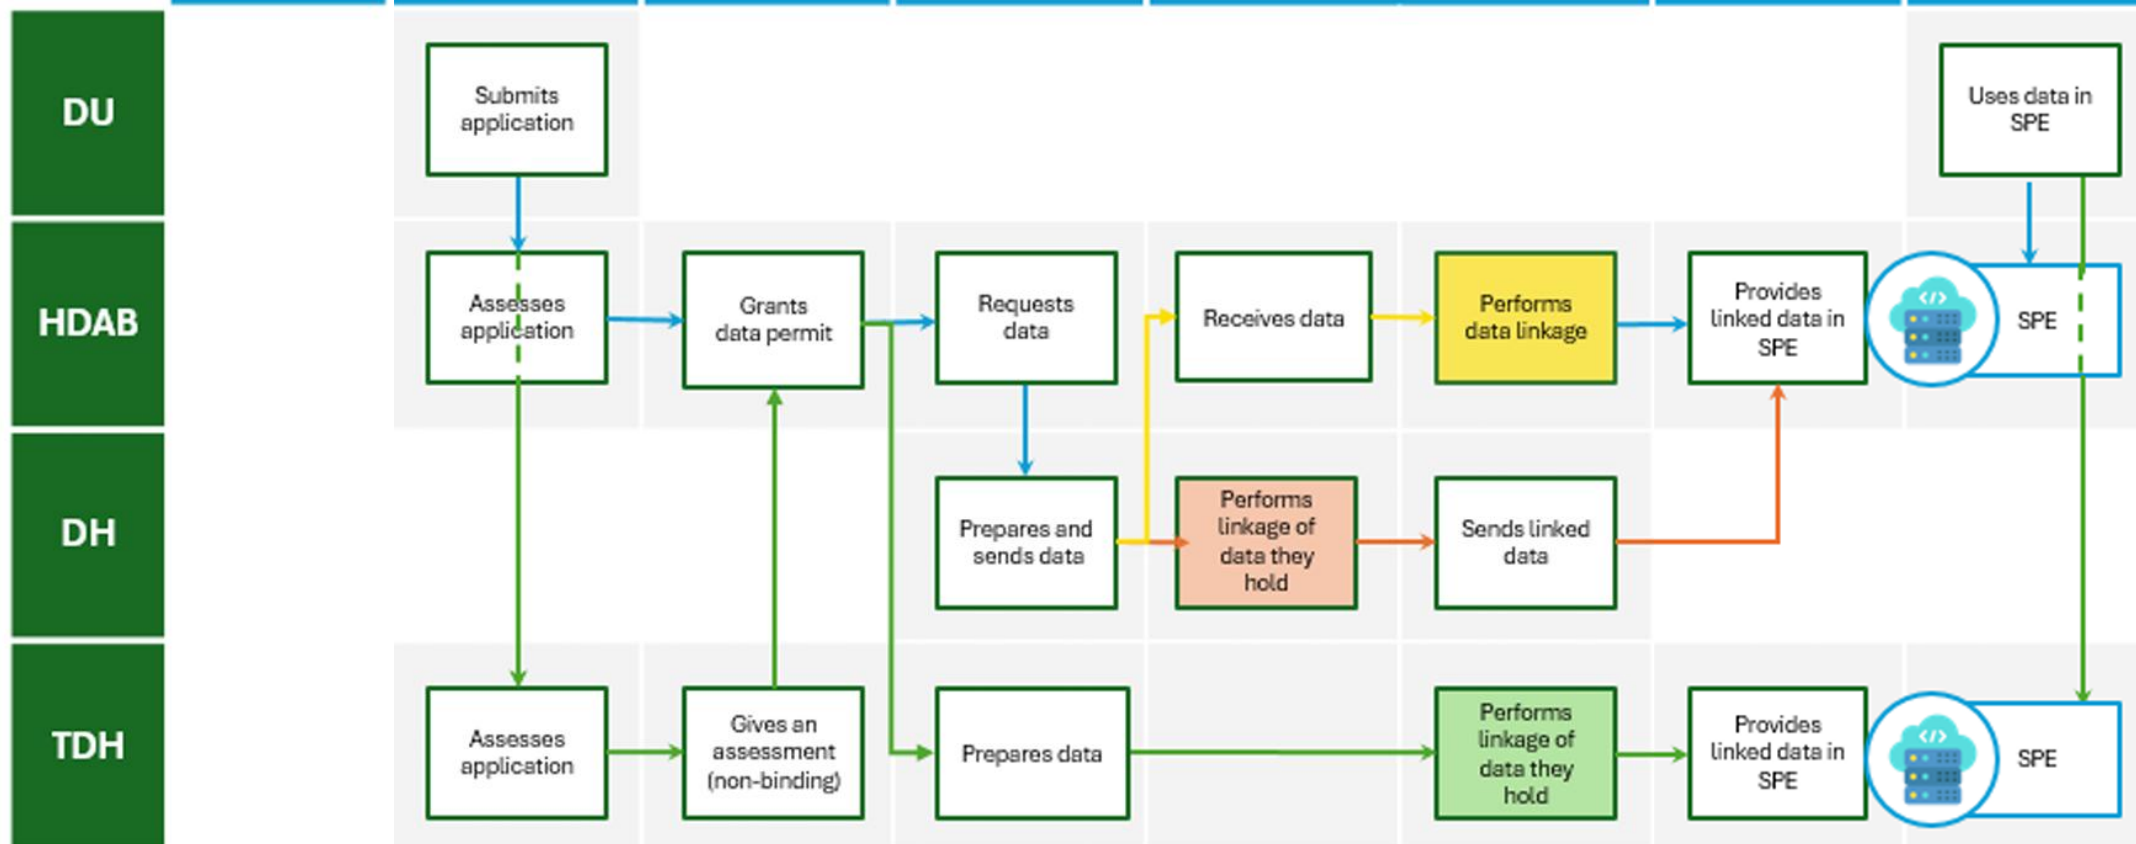 DU
Submits
application
Uses data in
SPE
HDAB
Assesses
application
Grants
data permit
Requests
data
Receives data
Performs
data linkage
Provides
linked data in
SPE
</>
SPE
DH
Prepares and
sends data
Performs
linkage of
data they
hold
Sends linked
data
TDH
Assesses
application
Gives an
assessment
(non-binding)
Prepares data
Performs
linkage of
data they
hold
Provides
linked data in
SPE
</>
SPE